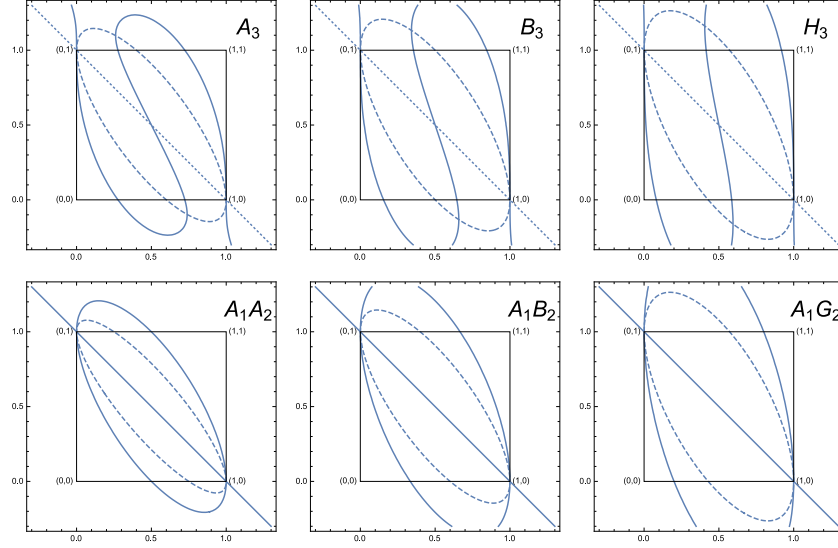 A₃ B₃ H₃
1.0 (0,1) (1,1) 1.0 (0,1) (1,1) 1.0 (0,1) (1,1)
0.5 0.5 0.5
0.0 (0,0) (1,0) 0.0 (0,0) (1,0) 0.0 (0,0) (1,0)
0.0 0.5 1.0 0.0 0.5 1.0 0.0 0.5 1.0
A₁A₂ A₁B₂ A₁G₂
1.0 (0,1) (1,1) 1.0 (0,1) (1,1) 1.0 (0,1) (1,1)
0.5 0.5 0.5
0.0 (0,0) (1,0) 0.0 (0,0) (1,0) 0.0 (0,0) (1,0)
0.0 0.5 1.0 0.0 0.5 1.0 0.0 0.5 1.0